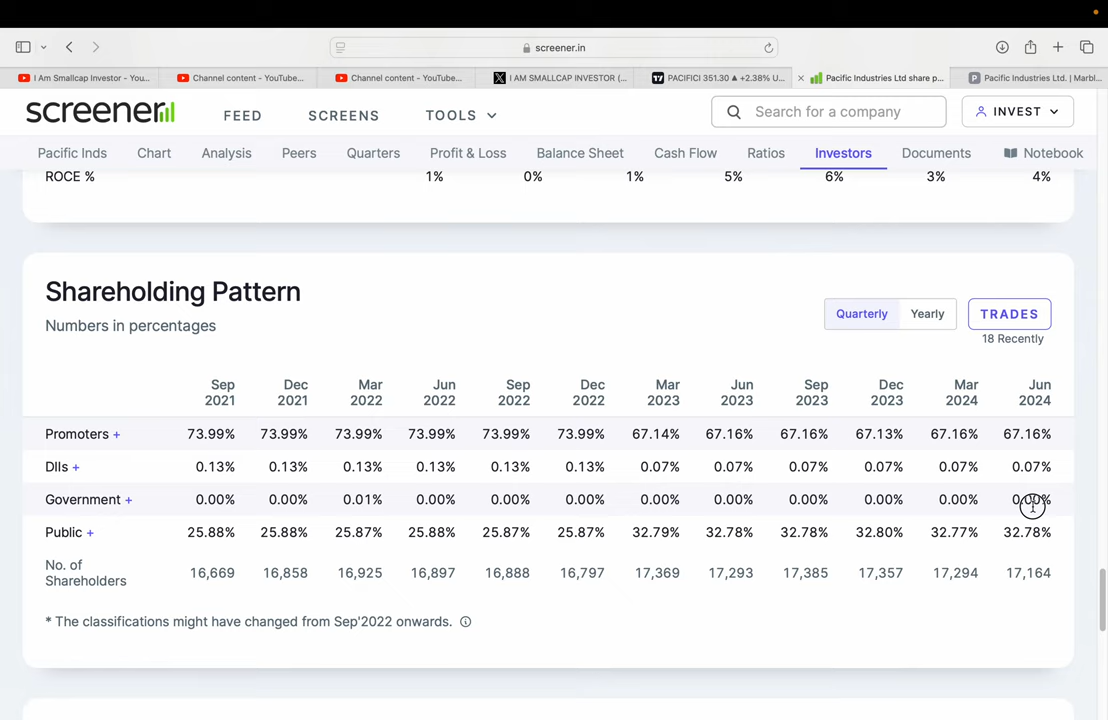 screener.in
I Am Smallcap Investor - You...
Channel content - YouTube...
Channel content - YouTube...
I AM SMALLCAP INVESTOR (...
PACIFICI 351.30 ▲ +2.38% U...
Pacific Industries Ltd share p...
Pacific Industries Ltd. | Marbl...
screener
FEED
SCREENS
TOOLS
Search for a company
INVEST
Pacific Inds Chart Analysis Peers Quarters Profit & Loss Balance Sheet Cash Flow Ratios Investors Documents Notebook
ROCE % 1% 0% 1% 5% 6% 3% 4%
Shareholding Pattern
Numbers in percentages
Quarterly Yearly
TRADES
18 Recently
Sep 2021 Dec 2021 Mar 2022 Jun 2022 Sep 2022 Dec 2022 Mar 2023 Jun 2023 Sep 2023 Dec 2023 Mar 2024 Jun 2024
Promoters + 73.99% 73.99% 73.99% 73.99% 73.99% 73.99% 67.14% 67.16% 67.16% 67.13% 67.16% 67.16%
DIIs + 0.13% 0.13% 0.13% 0.13% 0.13% 0.13% 0.07% 0.07% 0.07% 0.07% 0.07% 0.07%
Government + 0.00% 0.00% 0.01% 0.00% 0.00% 0.00% 0.00% 0.00% 0.00% 0.00% 0.00% 0.00%
Public + 25.88% 25.88% 25.87% 25.88% 25.87% 25.87% 32.79% 32.78% 32.78% 32.80% 32.77% 32.78%
No. of
Shareholders 16,669 16,858 16,925 16,897 16,888 16,797 17,369 17,293 17,385 17,357 17,294 17,164
* The classifications might have changed from Sep'2022 onwards.